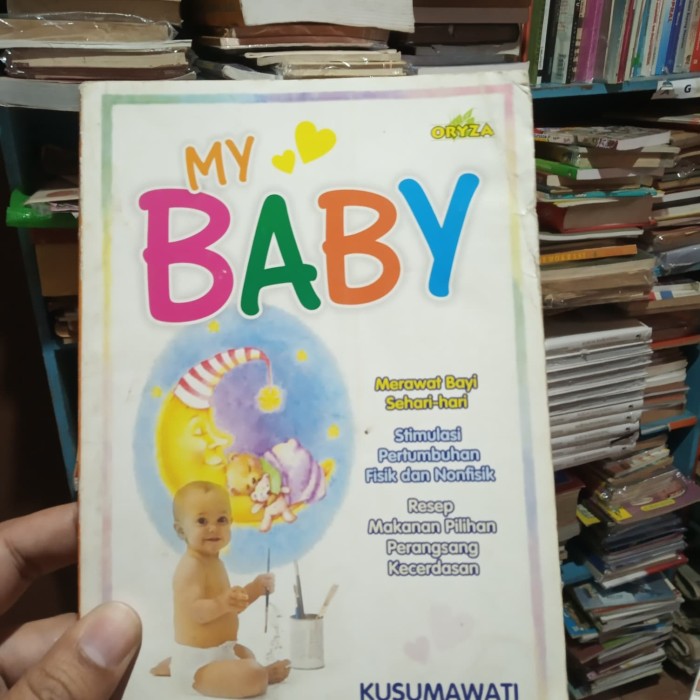 ORYZA
MY
BABY
Merawat Bayi
Sehari-hari
Stimulasi
Pertumbuhan
Fisik dan Nonfisik
Resep
Makanan Pilihan
Perangsang
Kecerdasan
KUSUMAWATI
G